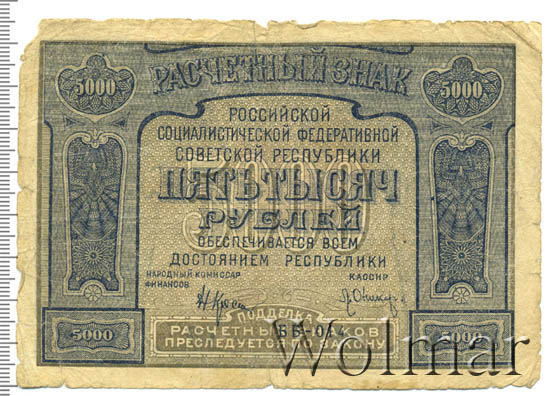 5000 РАСЧЕТНЫЙ ЗНАК 5000
РОССИЙСКОЙ
СОЦИАЛИСТИЧЕСКОЙ ФЕДЕРАТИВНОЙ
СОВЕТСКОЙ РЕСПУБЛИКИ
ПЯТЬ ТЫСЯЧ
РУБЛЕЙ
ОБЕСПЕЧИВАЕТСЯ ВСЕМ
ДОСТОЯНИЕМ РЕСПУБЛИКИ
НАРОДНЫЙ КОМИССАР
ФИНАНСОВ
КАССИР
ПОДДЕЛКА
РАСЧЕТНЫХ ЗНАКОВ
ББ-014
ПРЕСЛЕДУЕТСЯ ПО ЗАКОНУ
5000 5000
Wolmar